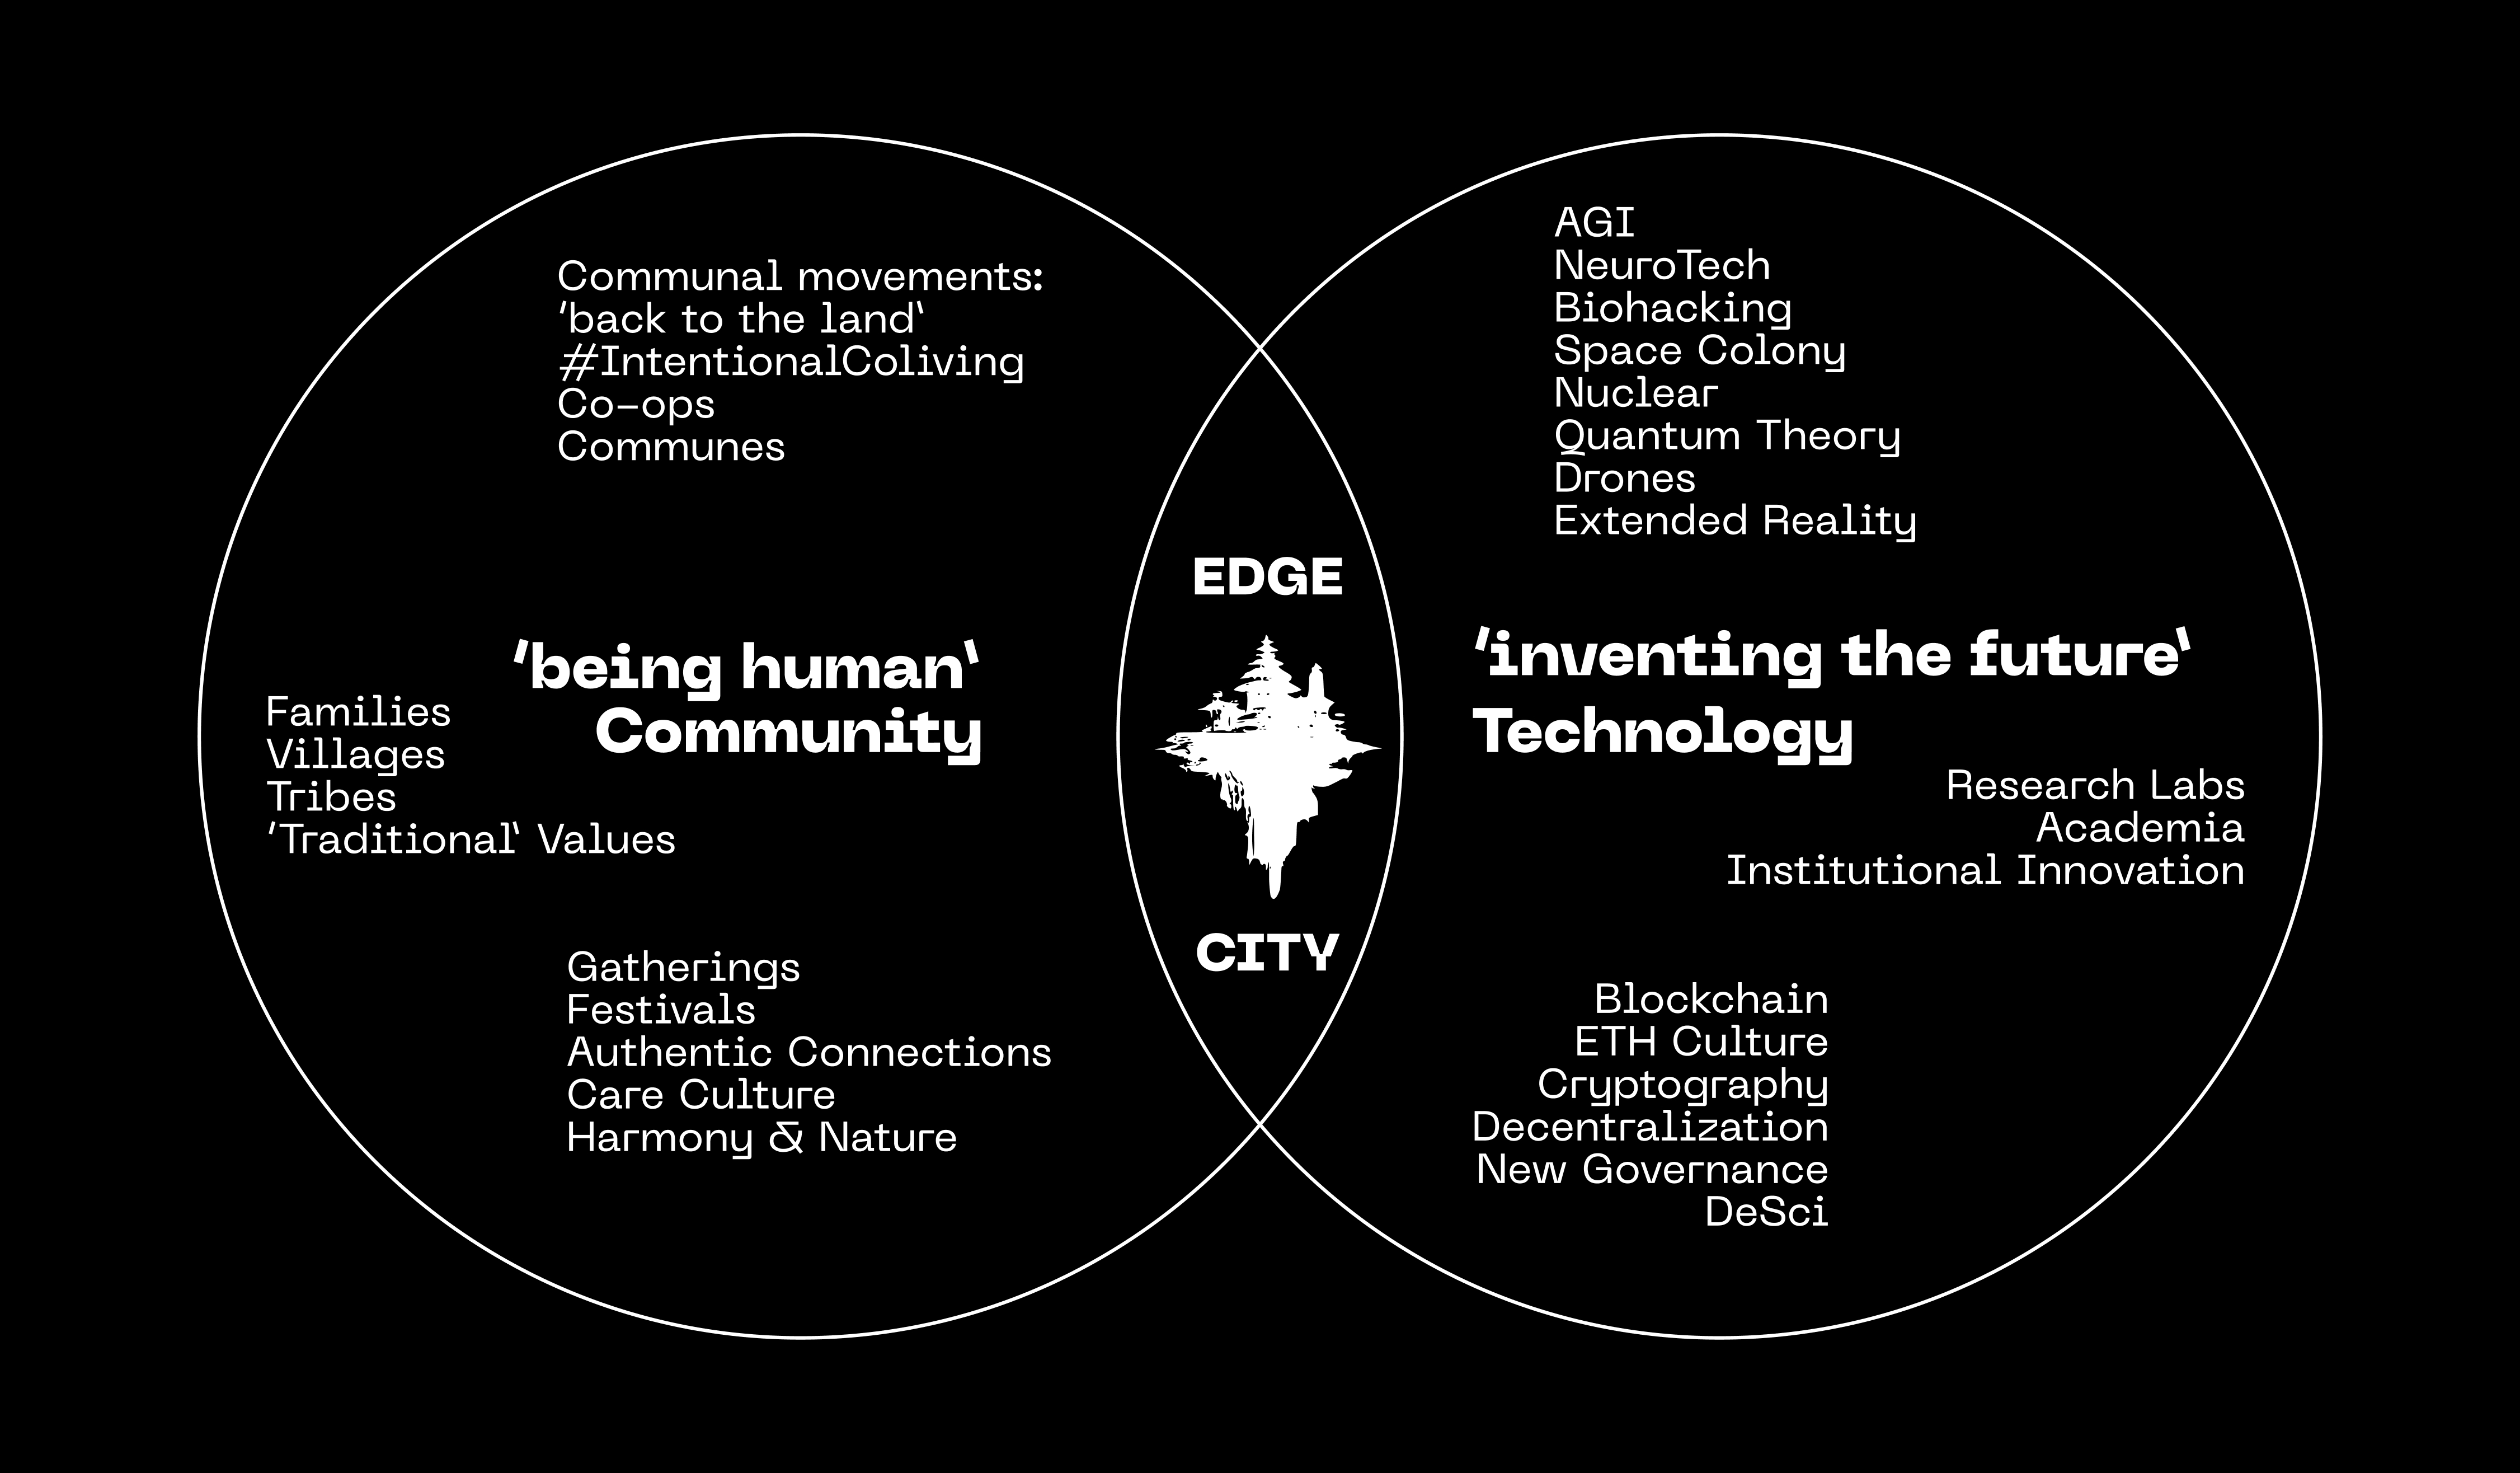 Communal movements:
'back to the land'
#IntentionalColiving
Co-ops
Communes
'being human'
Community
Families
Villages
Tribes
'Traditional' Values
Gatherings
Festivals
Authentic Connections
Care Culture
Harmony & Nature
EDGE
CITY
AGI
NeuroTech
Biohacking
Space Colony
Nuclear
Quantum Theory
Drones
Extended Reality
'inventing the future'
Technology
Research Labs
Academia
Institutional Innovation
Blockchain
ETH Culture
Cryptography
Decentralization
New Governance
DeSci